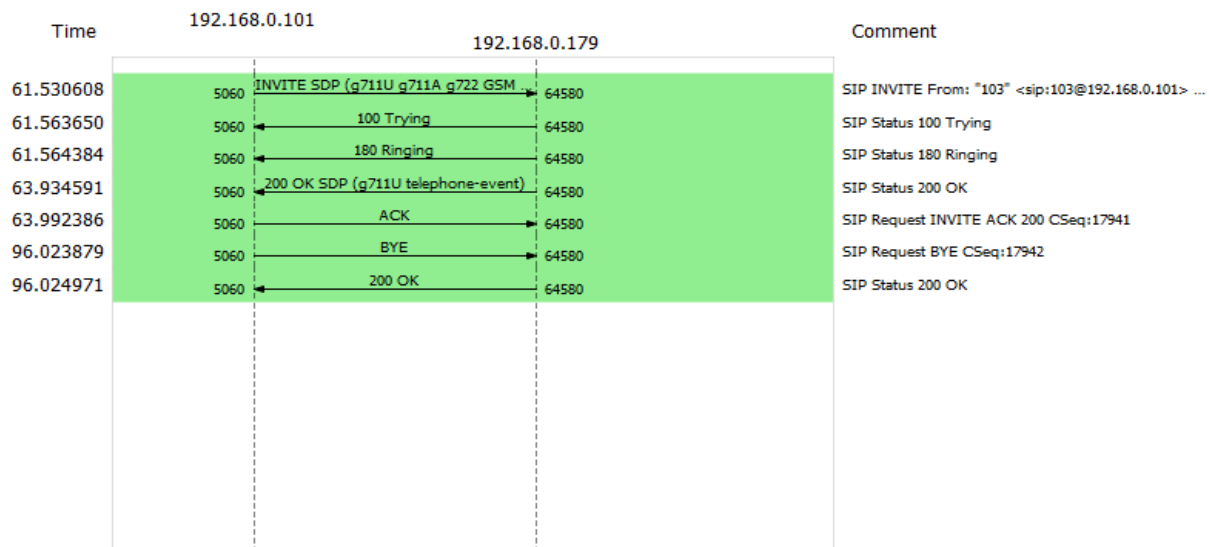 Time 192.168.0.101 192.168.0.179 Comment
61.530608 5060 INVITE SDP (g711U g711A g722 GSM ... 64580 SIP INVITE From: "103" <sip:103@192.168.0.101> ...
61.563650 5060 100 Trying 64580 SIP Status 100 Trying
61.564384 5060 180 Ringing 64580 SIP Status 180 Ringing
63.934591 5060 200 OK SDP (g711U telephone-event) 64580 SIP Status 200 OK
63.992386 5060 ACK 64580 SIP Request INVITE ACK 200 CSeq:17941
96.023879 5060 BYE 64580 SIP Request BYE CSeq:17942
96.024971 5060 200 OK 64580 SIP Status 200 OK